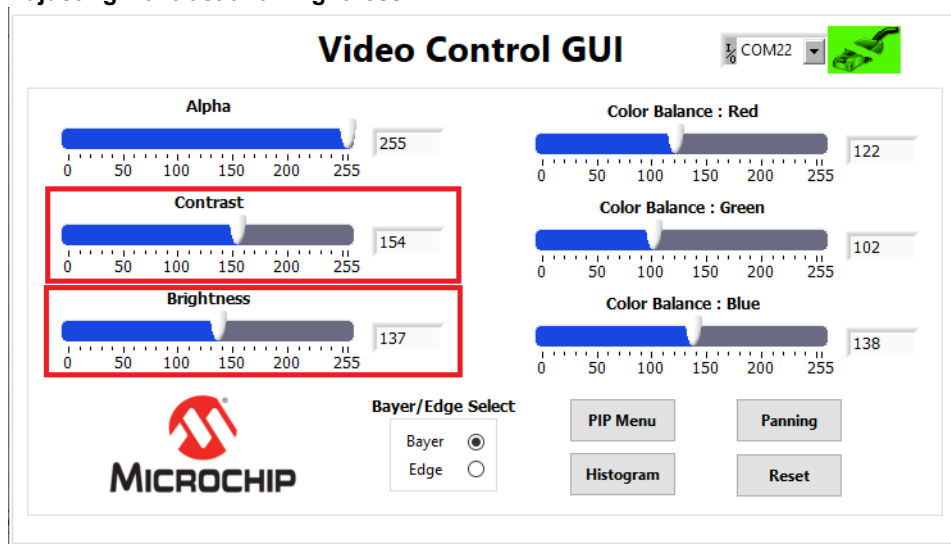 Video Control GUI
I/O COM22
Alpha
255
0 50 100 150 200 255
Contrast
154
0 50 100 150 200 255
Brightness
137
0 50 100 150 200 255
Color Balance : Red
122
0 50 100 150 200 255
Color Balance : Green
102
0 50 100 150 200 255
Color Balance : Blue
138
0 50 100 150 200 255
MICROCHIP
Bayer/Edge Select
Bayer
Edge
PIP Menu
Panning
Histogram
Reset